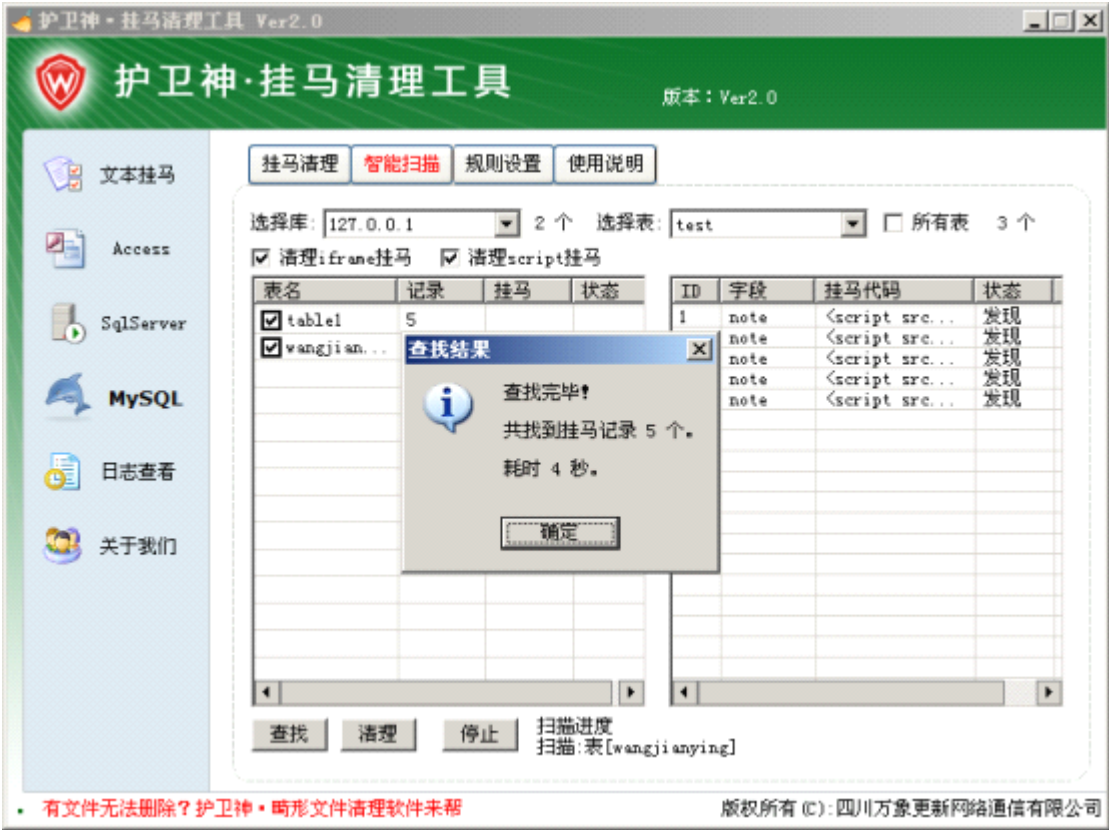 护卫神·挂马清理工具 Ver2.0
护卫神·挂马清理工具
版本：Ver2.0
文本挂马
Access
SqlServer
MySQL
日志查看
关于我们
挂马清理 智能扫描 规则设置 使用说明
选择库: 127.0.0.1 2 个 选择表: test 所有表 3 个
清理iframe挂马 清理script挂马
表名 记录 挂马 状态
table1 5
wangjian...
ID 字段 挂马代码 状态
1 note <script src... 发现
note <script src... 发现
note <script src... 发现
note <script src... 发现
note <script src... 发现
查找结果
查找完毕!
共找到挂马记录 5 个。
耗时 4 秒。
确定
查找 清理 停止
扫描进度
扫描:表[wangjianying]
有文件无法删除？护卫神·畸形文件清理软件来帮
版权所有(C):四川万象更新网络通信有限公司